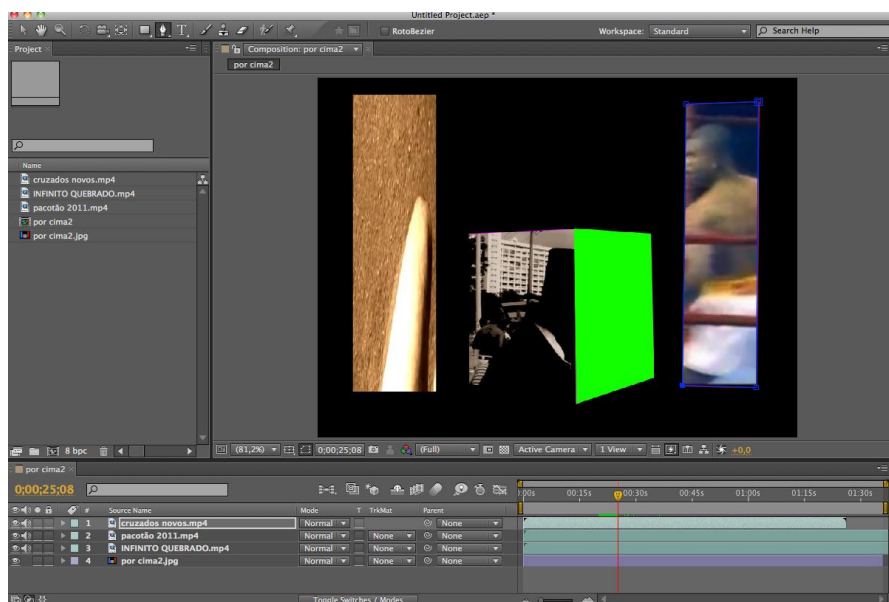 Untitled Project.aep *
T
RotoBezier
Workspace: Standard
Search Help
Project
Composition: por cima2
por cima2
Name
cruzados novos.mp4
INFINITO QUEBRADO.mp4
pacotão 2011.mp4
por cima2
por cima2.jpg
8 bpc
(81,2%)
0;00;25;08
(Full)
Active Camera
1 View
+0,0
por cima2
0;00;25;08
# Source Name Mode T TrkMat Parent
):00s 00:15s 00:30s 00:45s 01:00s 01:15s 01:30s
1 cruzados novos.mp4 Normal None
2 pacotão 2011.mp4 Normal None None
3 INFINITO QUEBRADO.mp4 Normal None None
4 por cima2.jpg Normal None None
Toggle Switches / Modes